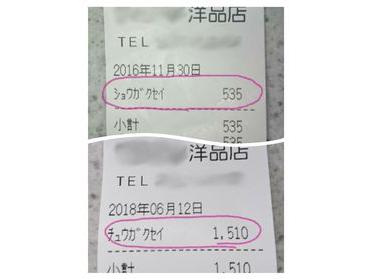 洋品店
TEL
2016年11月30日
ｼｮｳｶﾞｸｾｲ 535
小計 535
535
洋品店
TEL
2018年06月12日
ﾁｭｳｶﾞｸｾｲ 1,510
小計 1,510